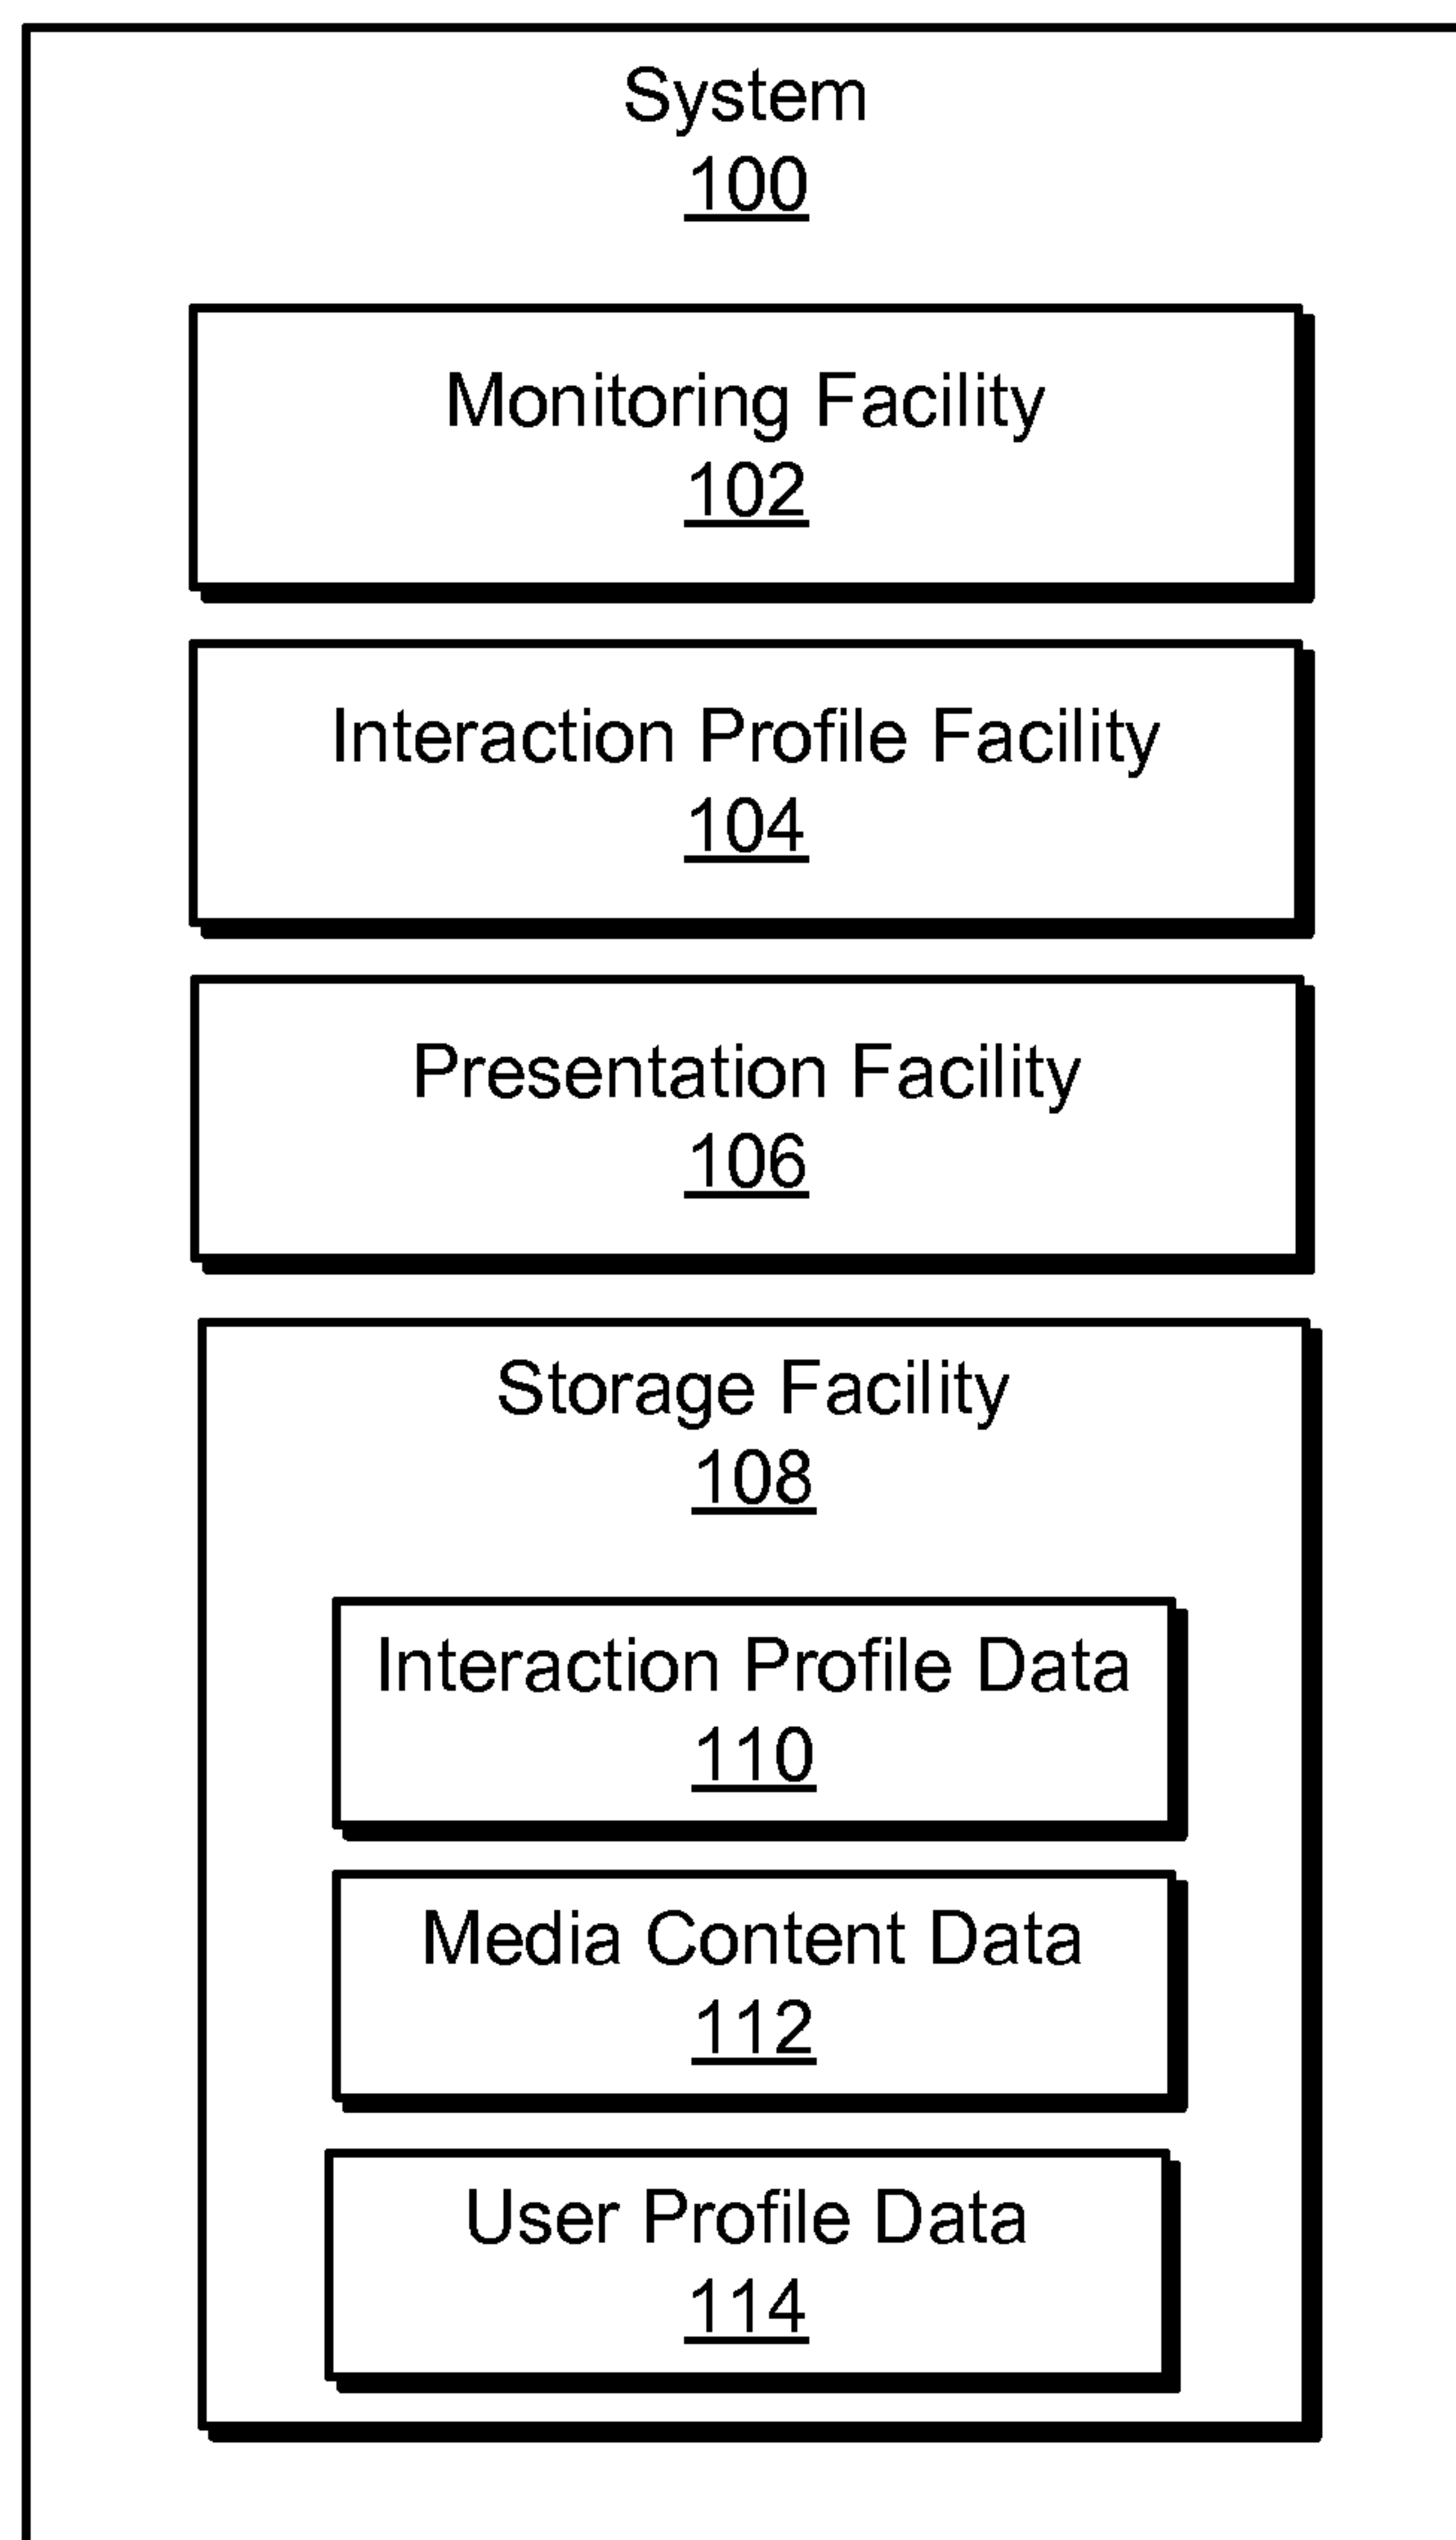 System
100
Monitoring Facility
102
Interaction Profile Facility
104
Presentation Facility
106
Storage Facility
108
Interaction Profile Data
110
Media Content Data
112
User Profile Data
114